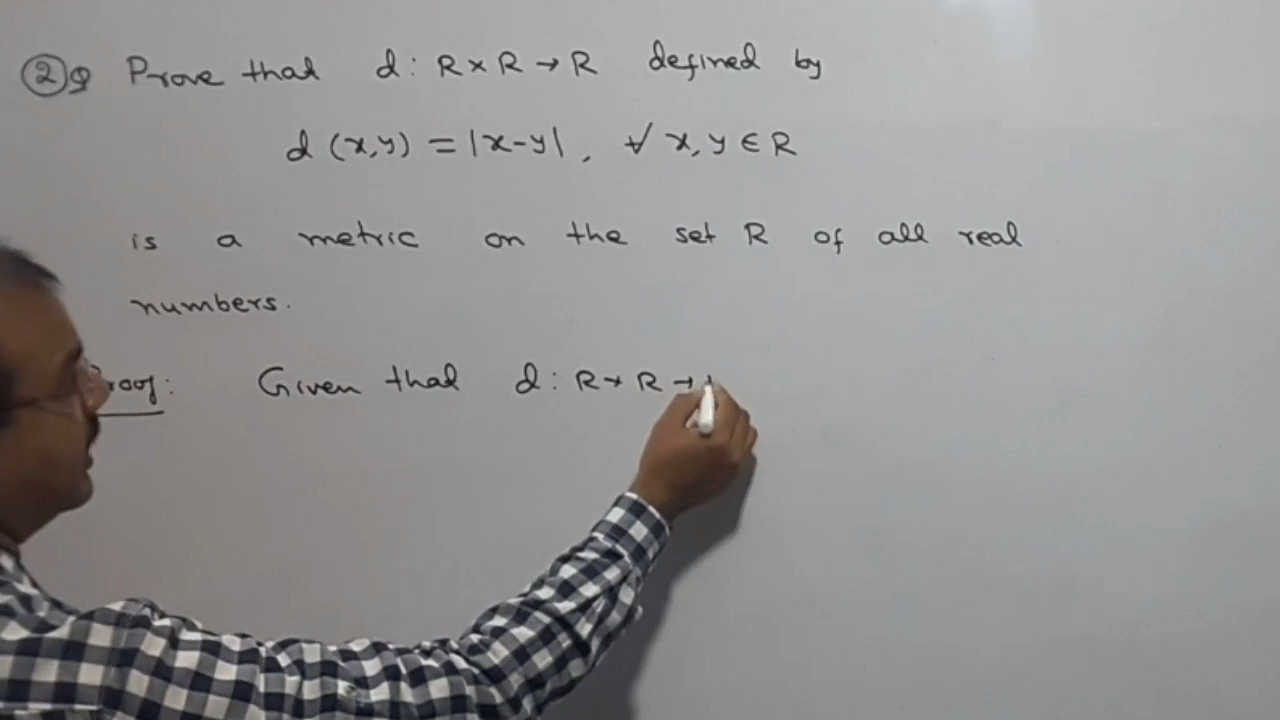 ②Q Prove that d : R × R → R defined by
d (x,y) = |x-y|, ∀ x, y ∈ R
is a metric on the set R of all real
numbers.
Proof: Given that d : R × R →